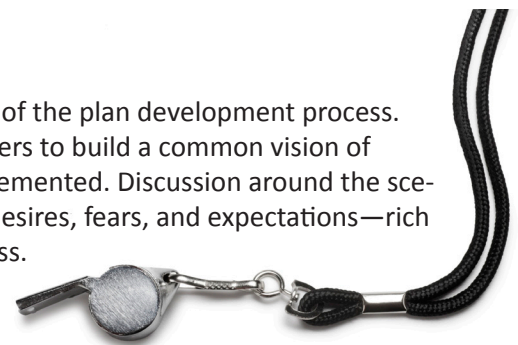 of the plan development process.
ers to build a common vision of
emented. Discussion around the sce-
esires, fears, and expectations—rich
ss.